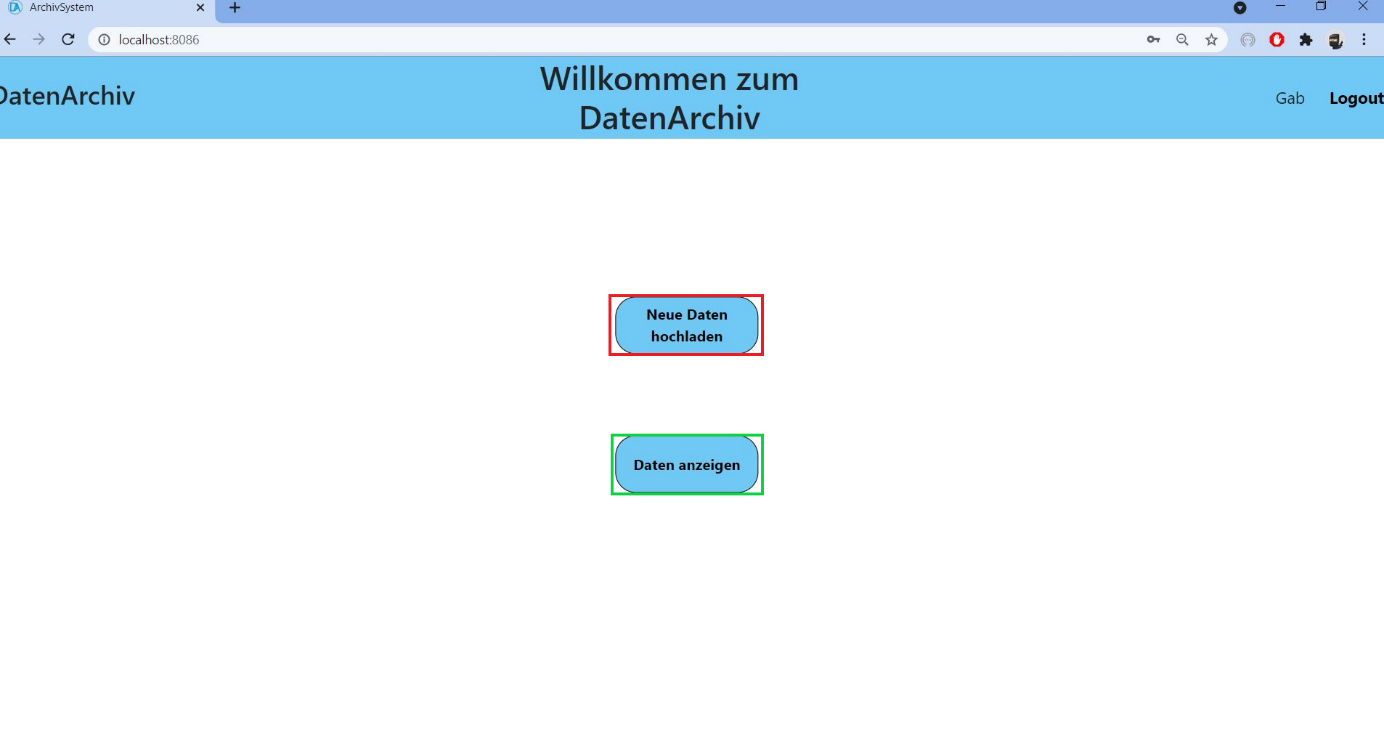 ArchivSystem
localhost:8086
DatenArchiv
Willkommen zum
DatenArchiv
Gab
Logout
Neue Daten
hochladen
Daten anzeigen